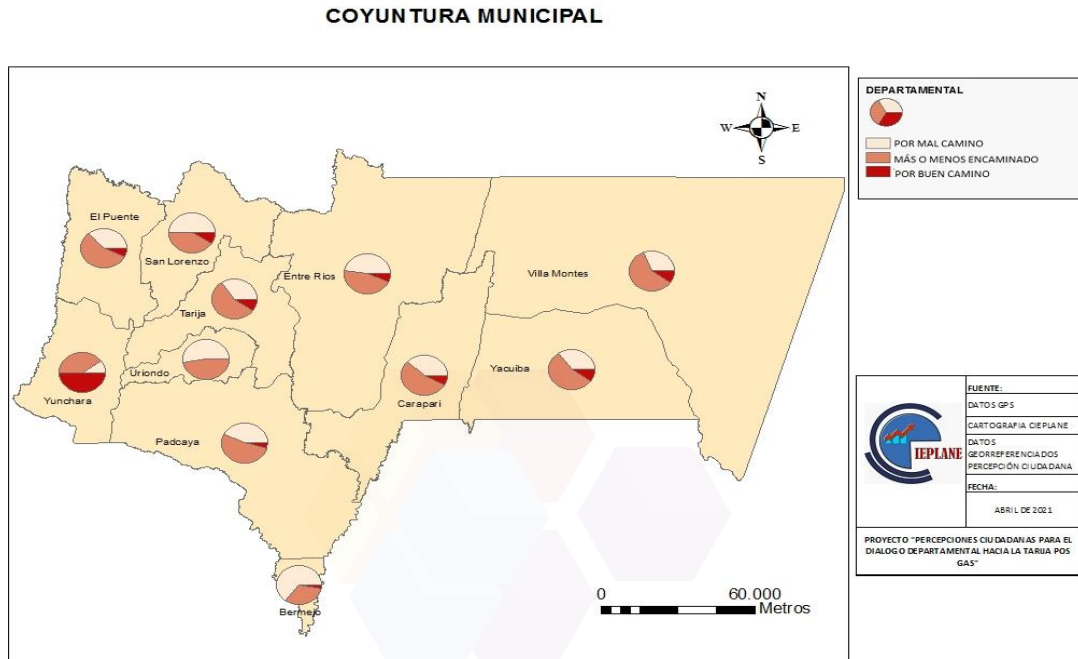 COYUNTURA MUNICIPAL
N
W E
S
El Puente
San Lorenzo
Tarija
Entre Rios
Villa Montes
Yunchara
Uriondo
Padcaya
Carapari
Yacuiba
Bermejo
0 60.000
Metros
DEPARTAMENTAL
POR MAL CAMINO
MÁS O MENOS ENCAMINADO
POR BUEN CAMINO
IEPLANE
FUENTE:
DATOS GPS
CARTOGRAFIA CIEPLANE
DATOS
GEORREFERENCIADOS
PERCEPCIÓN CIUDADANA
FECHA:
ABRIL DE 2021
PROYECTO "PERCEPCIONES CIUDADANAS PARA EL
DIALOGO DEPARTAMENTAL HACIA LA TARIJA POS
GAS"